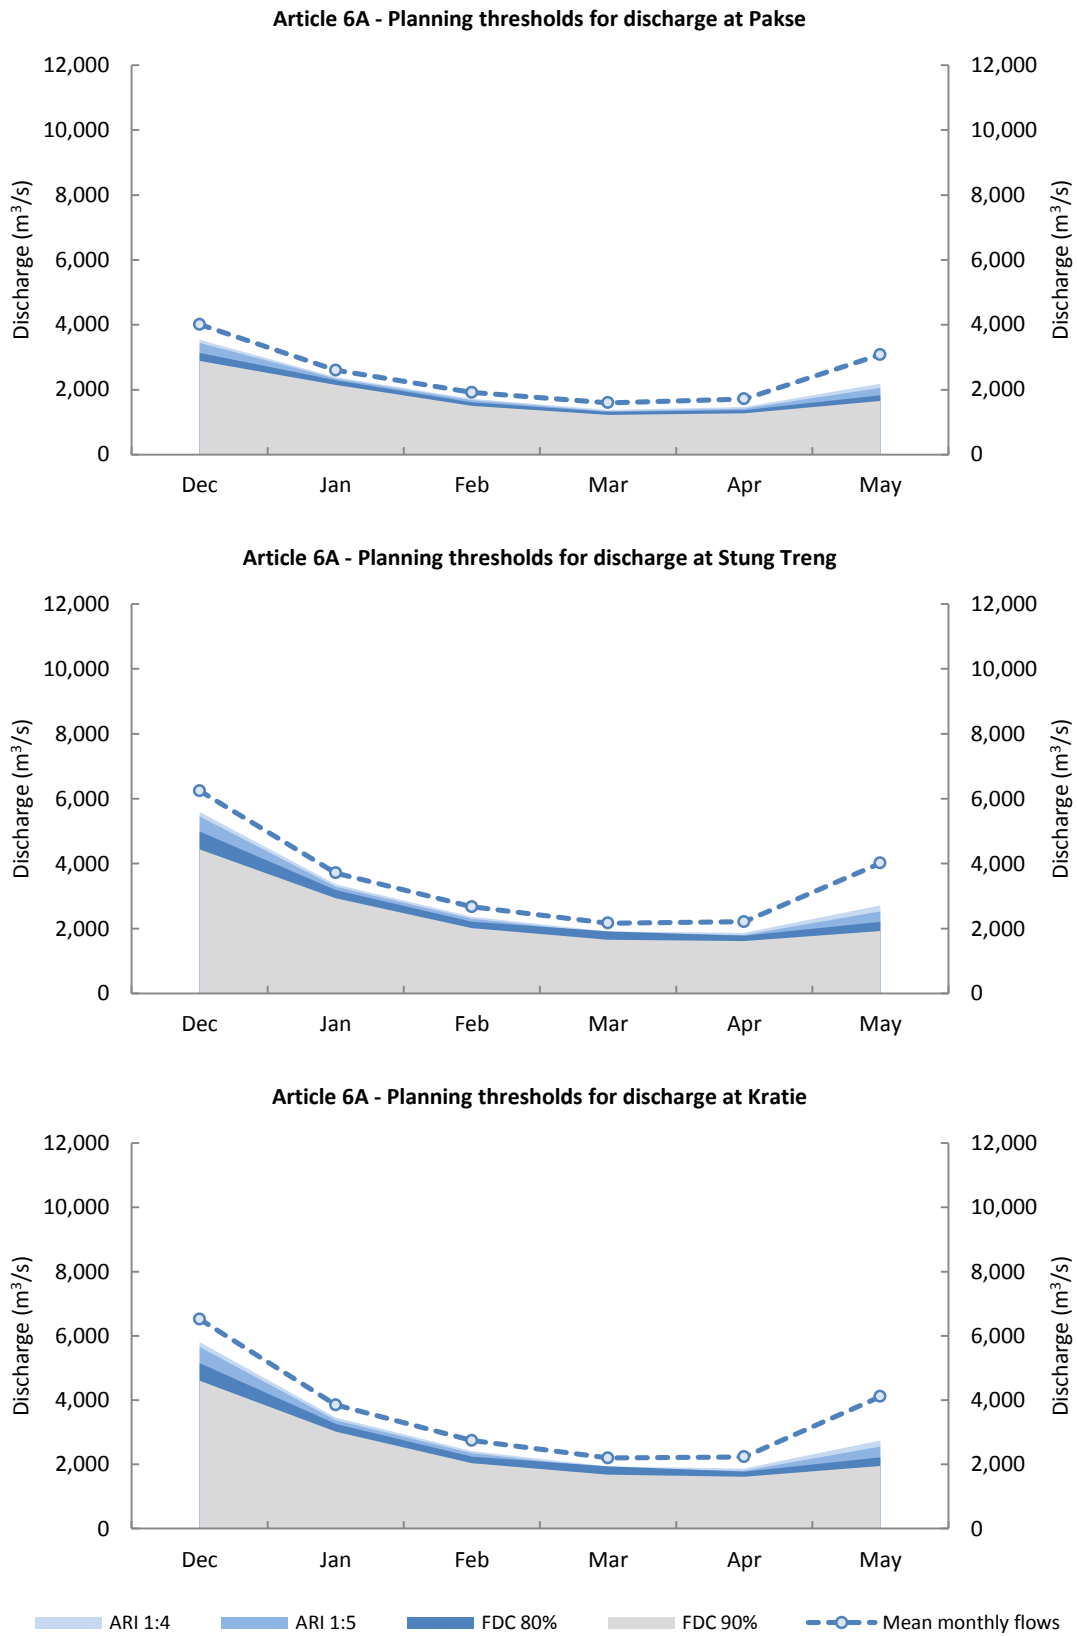 Article 6A - Planning thresholds for discharge at Pakse
12,000 12,000
10,000 10,000
8,000 8,000
6,000 6,000
4,000 4,000
2,000 2,000
0 0
Discharge (m³/s)
Discharge (m³/s)
Dec Jan Feb Mar Apr May
Article 6A - Planning thresholds for discharge at Stung Treng
12,000 12,000
10,000 10,000
8,000 8,000
6,000 6,000
4,000 4,000
2,000 2,000
0 0
Discharge (m³/s)
Discharge (m³/s)
Dec Jan Feb Mar Apr May
Article 6A - Planning thresholds for discharge at Kratie
12,000 12,000
10,000 10,000
8,000 8,000
6,000 6,000
4,000 4,000
2,000 2,000
0 0
Discharge (m³/s)
Discharge (m³/s)
Dec Jan Feb Mar Apr May
ARI 1:4 ARI 1:5 FDC 80% FDC 90% Mean monthly flows